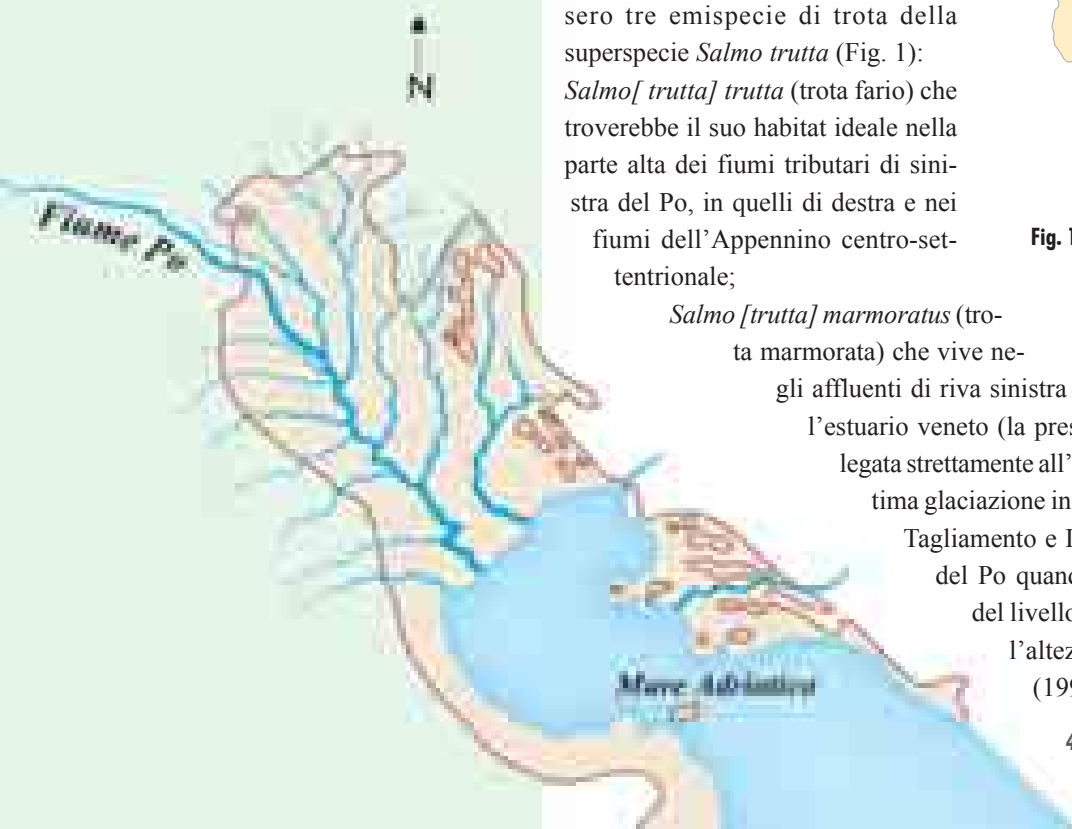 sero tre emispecie di trota della
superspecie Salmo trutta (Fig. 1):
Salmo[ trutta] trutta (trota fario) che
troverebbe il suo habitat ideale nella
parte alta dei fiumi tributari di sini-
stra del Po, in quelli di destra e nei
fiumi dell'Appennino centro-set-
tentrionale;
Salmo [trutta] marmoratus (tro-
ta marmorata) che vive ne-
gli affluenti di riva sinistra
l'estuario veneto (la pres
legata strettamente all'
tima glaciazione in
Tagliamento e I
del Po quand
del livello
l'altez
(199
4
Fig. 1
N
Fiume Po
Mare Adriatico